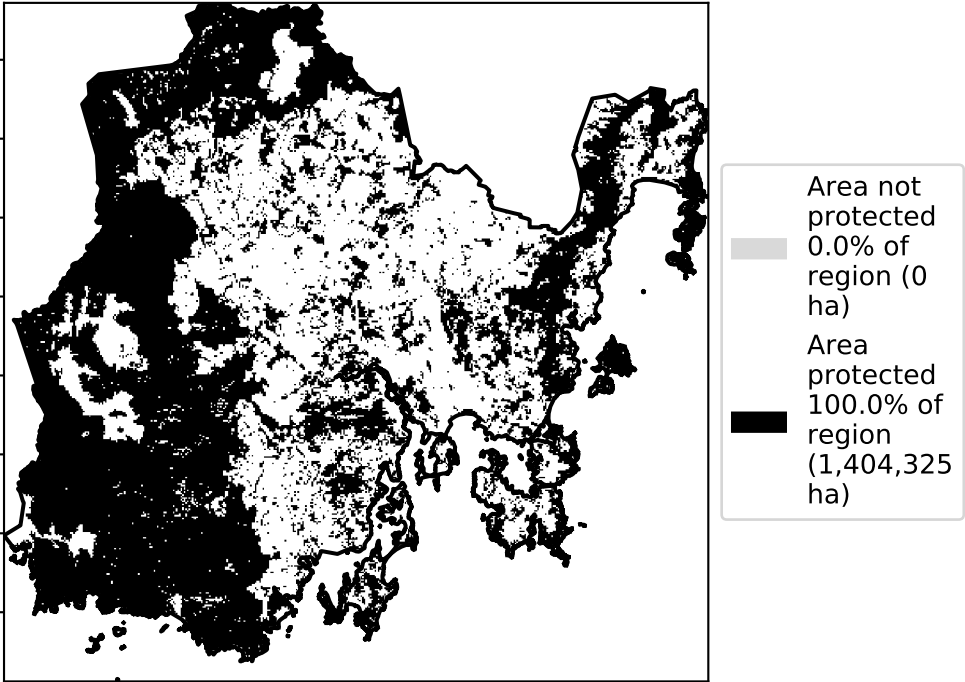 Area not
protected
0.0% of
region (0
ha)
Area
protected
100.0% of
region
(1,404,325
ha)